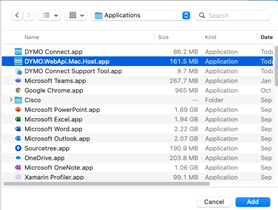 Applications
Search
Name Size Kind Date
DYMO Connect.app 86.2 MB Application Toda
DYMO.WebApi.Mac.Host.app 161.5 MB Application Toda
DYMO Connect Support Tool.app 9.7 MB Application Toda
Microsoft Teams.app 267.7 MB Application Jan
Google Chrome.app 965 MB Application Oct
Cisco -- Folder Sep
Microsoft PowerPoint.app 1.69 GB Application Sep
Microsoft Excel.app 1.94 GB Application Sep
Microsoft Word.app 2.22 GB Application Sep
Microsoft Outlook.app 2.07 GB Application Sep
Sourcetree.app 190.9 MB Application Sep
OneDrive.app 203.8 MB Application Sep
Microsoft OneNote.app 1.06 GB Application Sep
Xamarin Profiler.app 99.1 MB Application Sep
Cancel Add